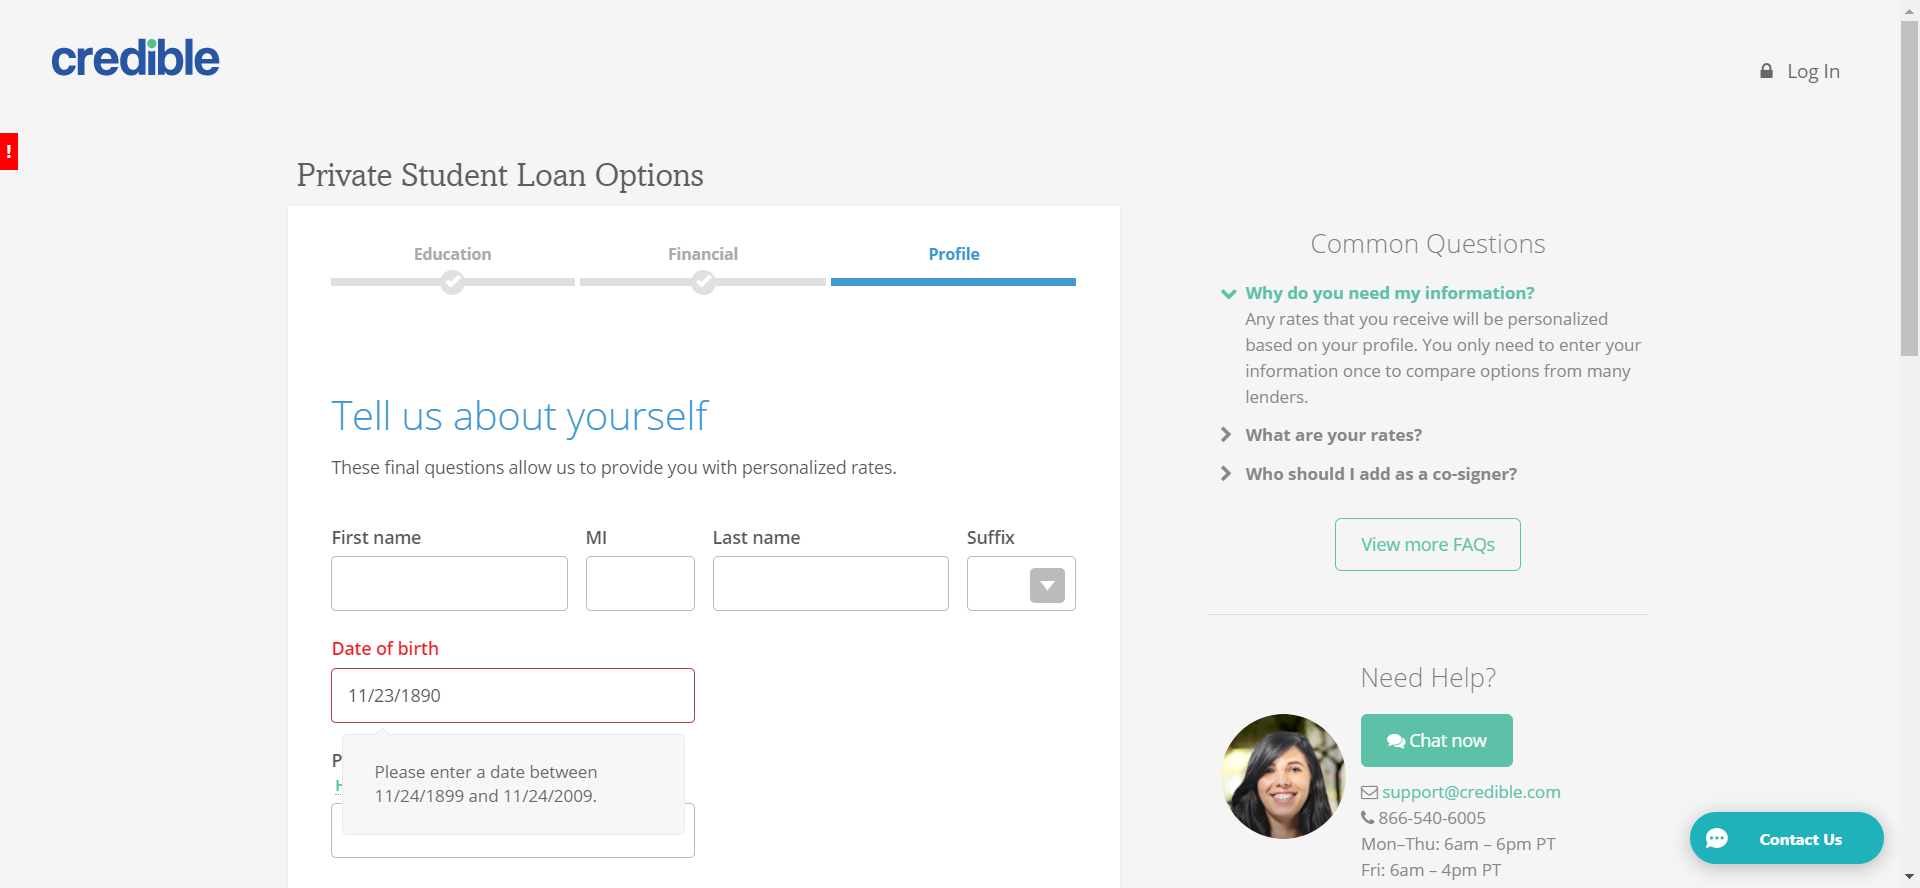 credible
Log In
!
Private Student Loan Options
Education
Financial
Profile
Tell us about yourself
These final questions allow us to provide you with personalized rates.
First name
MI
Last name
Suffix
Date of birth
11/23/1890
P
H
Please enter a date between
11/24/1899 and 11/24/2009.
Common Questions
Why do you need my information?
Any rates that you receive will be personalized
based on your profile. You only need to enter your
information once to compare options from many
lenders.
What are your rates?
Who should I add as a co-signer?
View more FAQs
Need Help?
Chat now
support@credible.com
866-540-6005
Mon–Thu: 6am – 6pm PT
Fri: 6am – 4pm PT
Contact Us